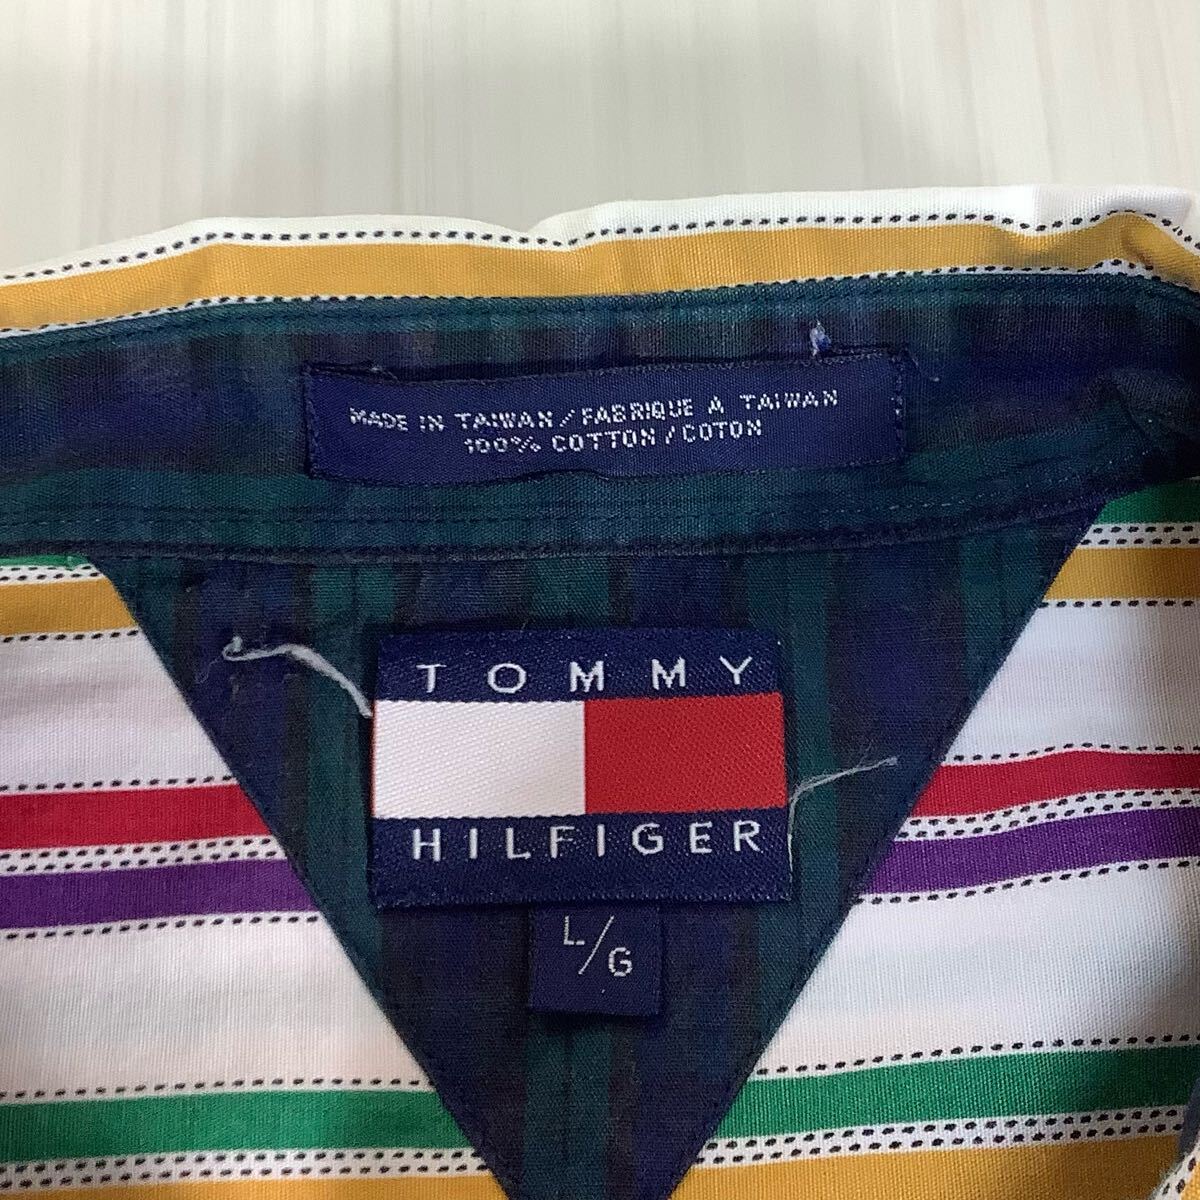 MADE IN TAIWAN / FABRIQUE A TAIWAN
100% COTTON / COTON
TOMMY
HILFIGER
L/G